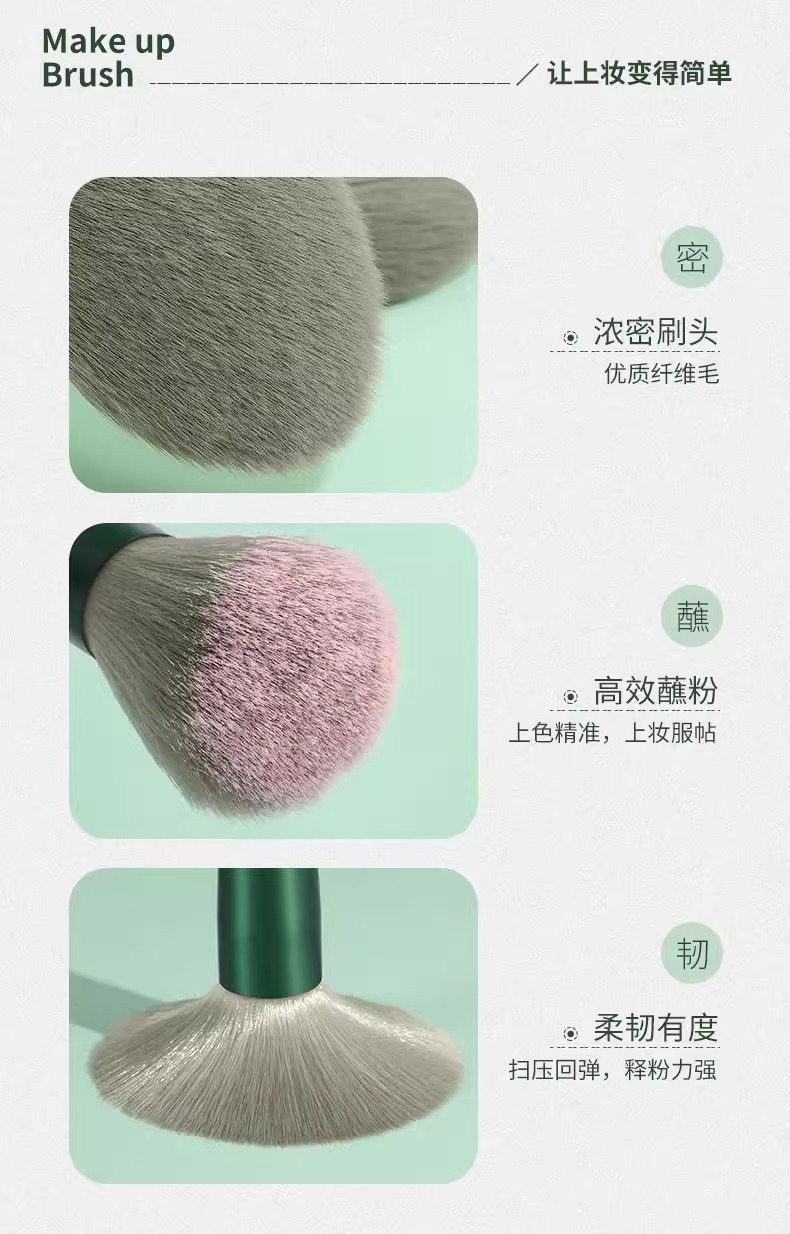 Make up
Brush
/ 让上妆变得简单
密
浓密刷头
优质纤维毛
蘸
高效蘸粉
上色精准，上妆服帖
韧
柔韧有度
扫压回弹，释粉力强